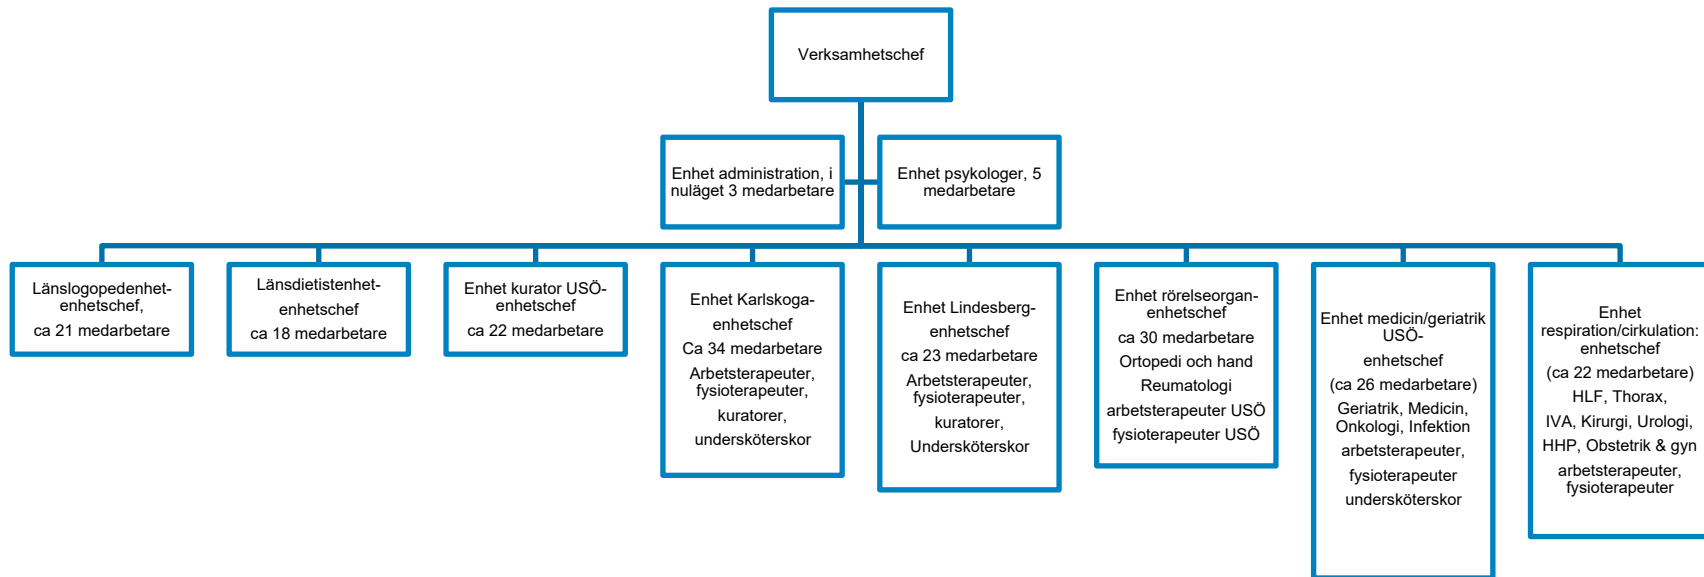 Verksamhetschef
Enhet administration, i
nuläget 3 medarbetare
Enhet psykologer, 5
medarbetare
Länslogopedenhet-
enhetschef,
ca 21 medarbetare
Länsdietistenhet-
enhetschef
ca 18 medarbetare
Enhet kurator USÖ-
enhetschef
ca 22 medarbetare
Enhet Karlskoga-
enhetschef
Ca 34 medarbetare
Arbetsterapeuter,
fysioterapeuter,
kuratorer,
undersköterskor
Enhet Lindesberg-
enhetschef
ca 23 medarbetare
Arbetsterapeuter,
fysioterapeuter,
kuratorer,
Undersköterskor
Enhet rörelseorgan-
enhetschef
ca 30 medarbetare
Ortopedi och hand
Reumatologi
arbetsterapeuter USÖ
fysioterapeuter USÖ
Enhet medicin/geriatrik
USÖ-
enhetschef
(ca 26 medarbetare)
Geriatrik, Medicin,
Onkologi, Infektion
arbetsterapeuter,
fysioterapeuter
undersköterskor
Enhet
respiration/cirkulation:
enhetschef
(ca 22 medarbetare)
HLF, Thorax,
IVA, Kirurgi, Urologi,
HHP, Obstetrik & gyn
arbetsterapeuter,
fysioterapeuter